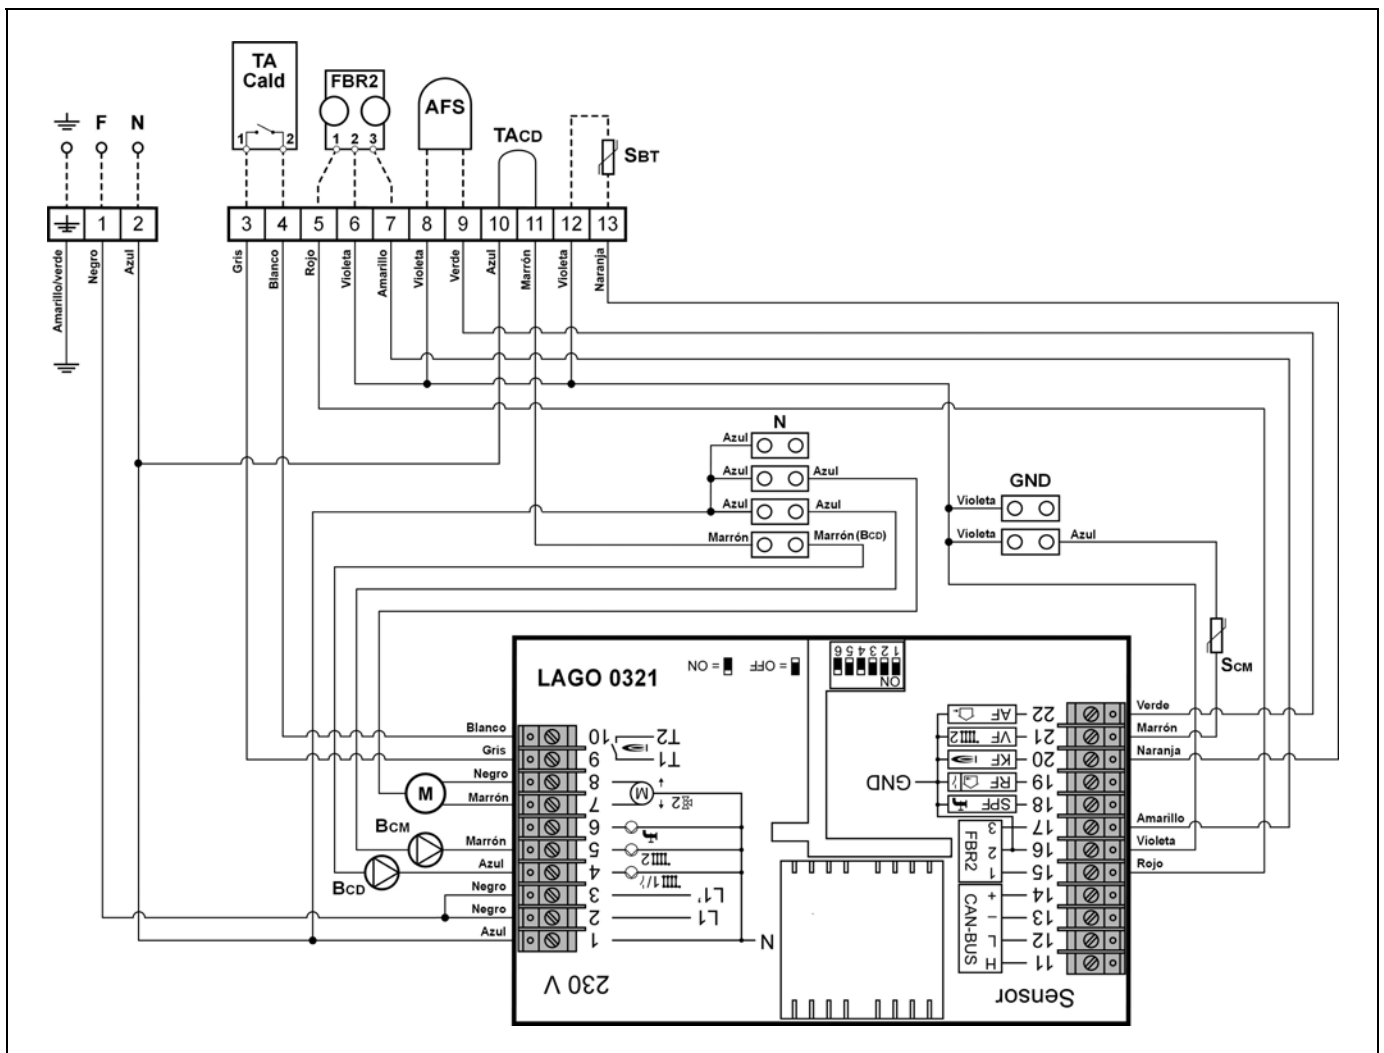 TA
Cald
1 2
FBR2
1 2 3
AFS
TACD
SBT
F N
1 2
3 4 5 6 7 8 9 10 11 12 13
Amarillo/verde
Negro
Azul
Gris
Blanco
Rojo
Violeta
Amarillo
Violeta
Verde
Azul
Marrón
Violeta
Naranja
N
Azul
Azul Azul
Azul Azul
Marrón Marrón (BCD)
GND
Violeta
Violeta Azul
SCM
LAGO 0321
ON = OFF =
1 2 3 4 5 6
ON
Blanco
Gris
Negro
Marrón
Marrón
Azul
Negro
Negro
Azul
M
BCM
BCD
10 T2
9 T1
8
7 M 2
6
5 2
4 1/
3 L1'
2 L1
1 N
230 V
GND
AF 22
VF 2 21
KF 20
RF 19
SPF 18
FBR2
3 17
2 16
1 15
CAN-BUS
+ 14
– 13
L 12
H 11
Sensor
Verde
Marrón
Naranja
Amarillo
Violeta
Rojo